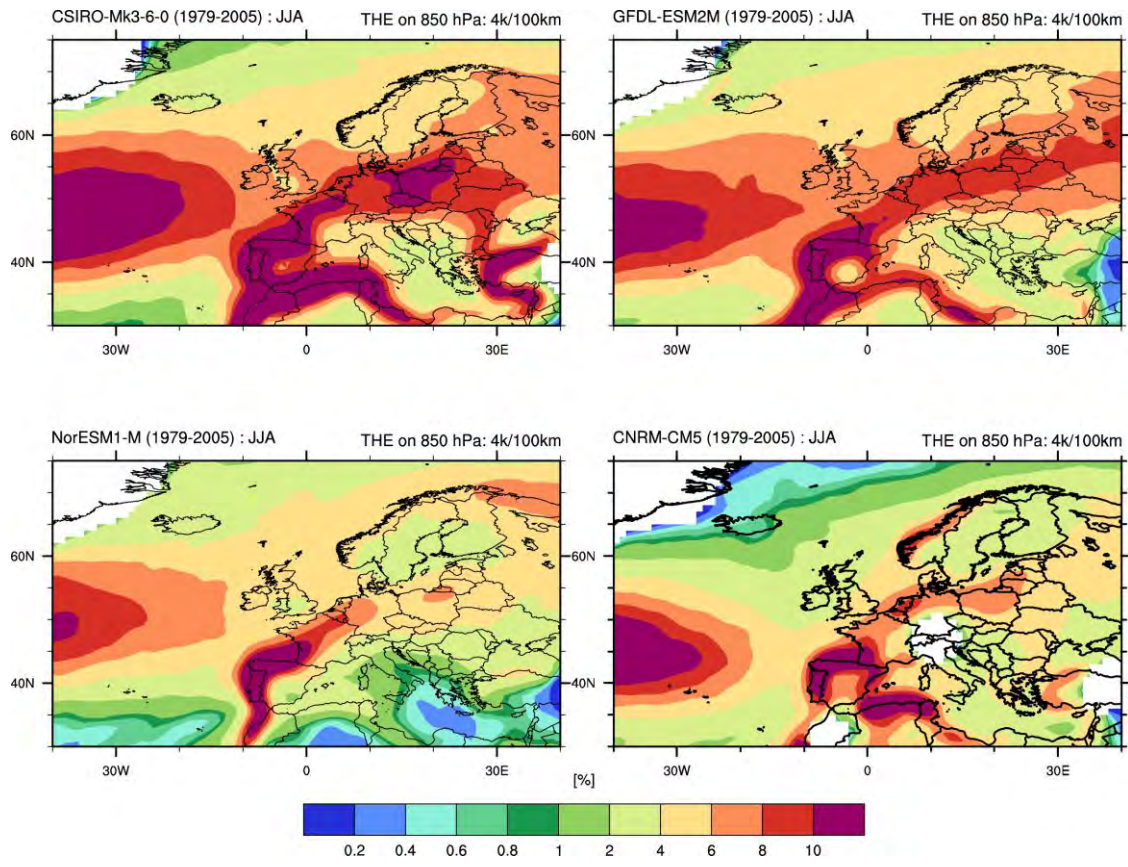 CSIRO-Mk3-6-0 (1979-2005) : JJA THE on 850 hPa: 4k/100km
GFDL-ESM2M (1979-2005) : JJA THE on 850 hPa: 4k/100km
60N
40N
30W 0 30E
60N
40N
30W 0 30E
NorESM1-M (1979-2005) : JJA THE on 850 hPa: 4k/100km
CNRM-CM5 (1979-2005) : JJA THE on 850 hPa: 4k/100km
60N
40N
30W 0 30E
60N
40N
30W 0 30E
[%]
0.2 0.4 0.6 0.8 1 2 4 6 8 10